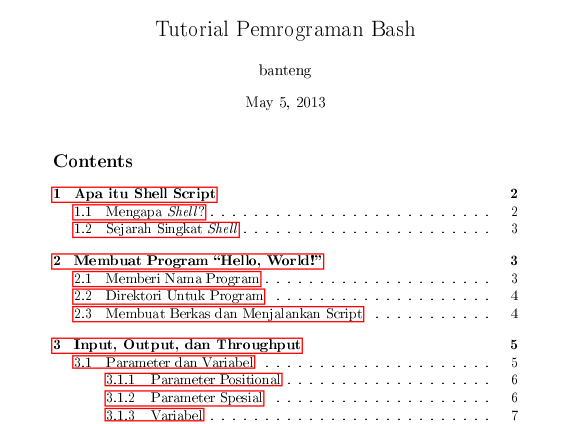 Tutorial Pemrograman Bash
banteng
May 5, 2013
Contents
1 Apa itu Shell Script 2
1.1 Mengapa Shell? . . . . . . . . . . . . . . . . . . . . . . . . . . 2
1.2 Sejarah Singkat Shell . . . . . . . . . . . . . . . . . . . . . . . 3
2 Membuat Program “Hello, World!” 3
2.1 Memberi Nama Program . . . . . . . . . . . . . . . . . . . . . 3
2.2 Direktori Untuk Program . . . . . . . . . . . . . . . . . . . . 4
2.3 Membuat Berkas dan Menjalankan Script . . . . . . . . . . . 4
3 Input, Output, dan Throughput 5
3.1 Parameter dan Variabel . . . . . . . . . . . . . . . . . . . . . 5
3.1.1 Parameter Positional . . . . . . . . . . . . . . . . . . . 6
3.1.2 Parameter Spesial . . . . . . . . . . . . . . . . . . . . 6
3.1.3 Variabel . . . . . . . . . . . . . . . . . . . . . . . . . . 7